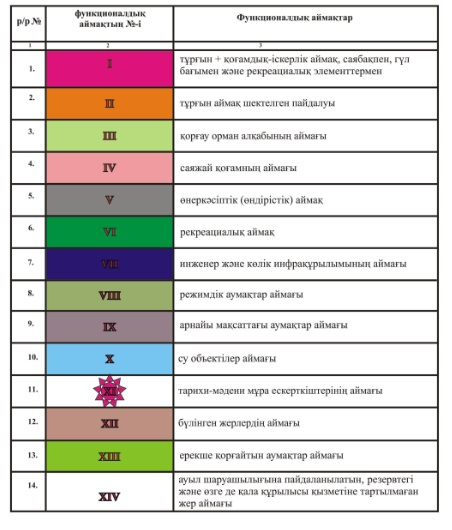 р/р № функционалдық Функционалдық аймақтар
аймақтың №-і
1 2 3
1. I тұрғын + қоғамдық-іскерлік аймақ, саябақпен, гүл
бағымен және рекреациалық элементтермен
2. II тұрғын аймақ шектелген пайдалуы
3. III қорғау орман алқабының аймағы
4. IV саяжай қоғамның аймағы
5. V өнеркәсіптік (өндірістік) аймақ
6. VI рекреациалық аймақ
7. VII инженер және көлік инфрақұрылымының аймағы
8. VIII режимдік аумақтар аймағы
9. IX арнайы мақсаттағы аумақтар аймағы
10. X су объектілер аймағы
11. XI тарихи-мәдени мұра ескерткіштерінің аймағы
12. XII бүлінген жерлердің аймағы
13. XIII ерекше қорғайтын аумақтар аймағы
14. XIV ауыл шаруашылығына пайдаланылатын, резервтегі
және өзге де қала құрылысы қызметіне тартылмаған
жер аймағы